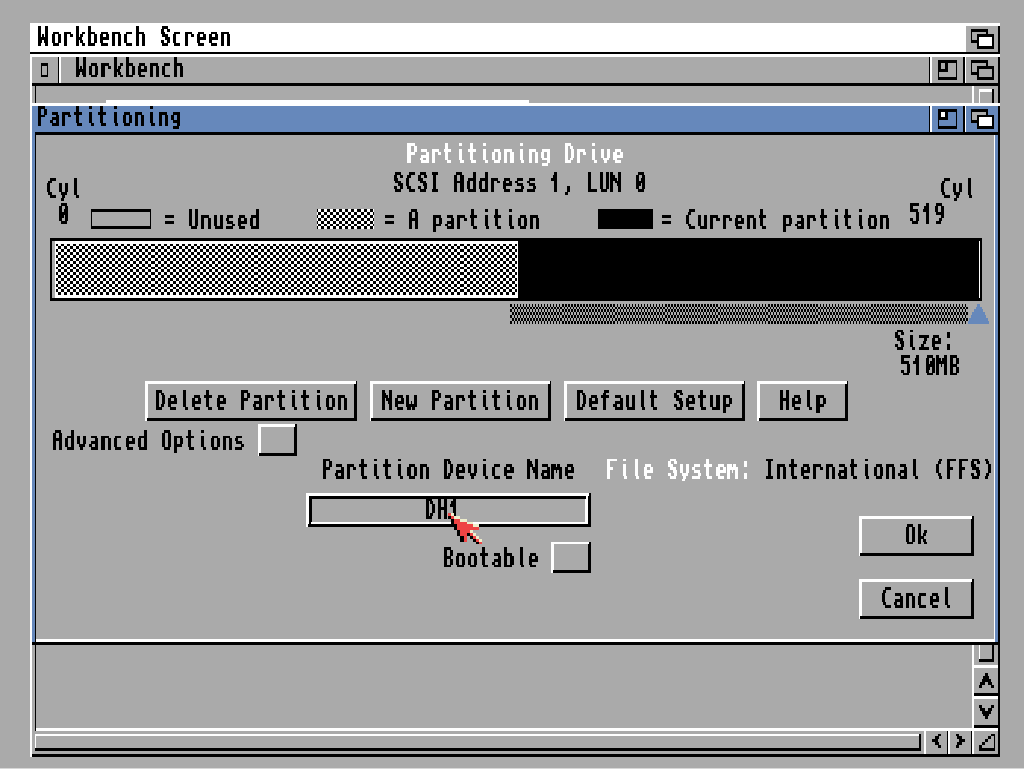 Workbench Screen
Workbench
Partitioning
Partitioning Drive
SCSI Address 1, LUN 0
Cyl
0
Cyl
519
= Unused = A partition = Current partition
Size:
510MB
Delete Partition New Partition Default Setup Help
Advanced Options
Partition Device Name File System: International (FFS)
DH1
Ok
Bootable
Cancel